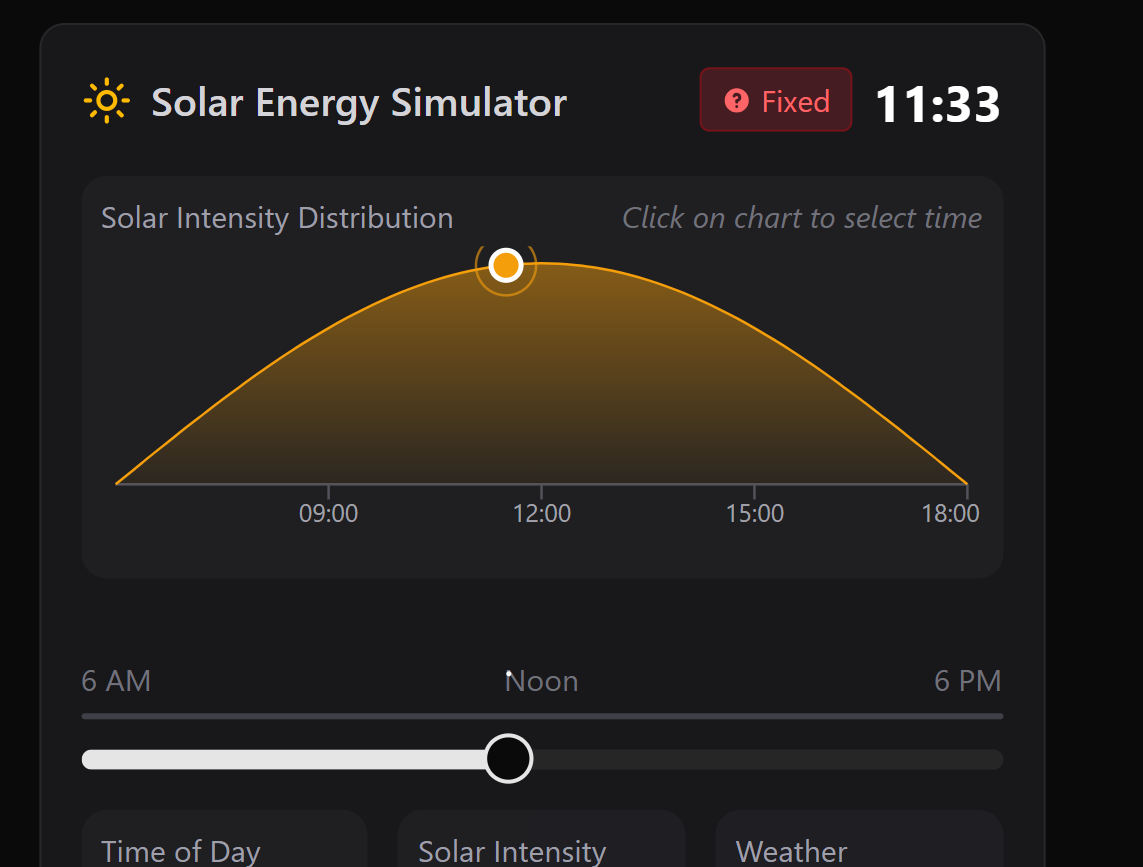 Solar Energy Simulator
? Fixed
11:33
Solar Intensity Distribution
Click on chart to select time
09:00
12:00
15:00
18:00
6 AM
Noon
6 PM
Time of Day
Solar Intensity
Weather